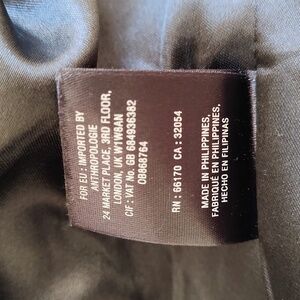 FOR EU : IMPORTED BY
ANTHROPOLOGIE
24 MARKET PLACE, 3RD FLOOR,
LONDON, UK W1W8AN
CIF : VAT No. GB 684936382
OB68764
RN : 66170 CA : 32054
MADE IN PHILIPPINES,
FABRIQUÉ EN PHILIPPINES,
HECHO EN FILIPINAS